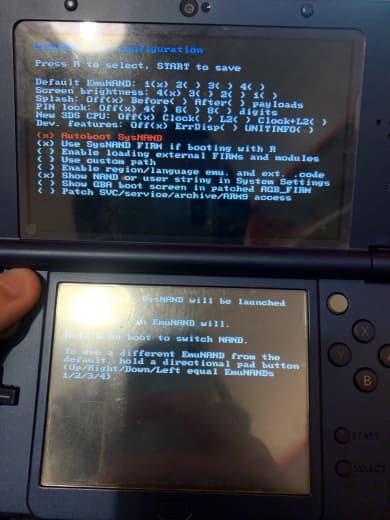 Configuration
Press A to select, START to save
Default EmuNAND: 1(x) 2( ) 3( ) 4( )
Screen brightness: 4(x) 3( ) 2( ) 1( )
Splash: Off(x) Before( ) After( ) payloads
PIN lock: Off(x) 4( ) 6( ) 8( ) digits
New 3DS CPU: Off(x) Clock( ) L2( ) Clock+L2( )
Dev. features: Off(x) ErrDisp( ) UNITINFO( )
(x) Autoboot SysNAND
(x) Use SysNAND FIRM if booting with R
( ) Enable loading external FIRMs and modules
( ) Use custom path
( ) Enable region/language emu. and ext. .code
(x) Show NAND or user string in System Settings
( ) Show GBA boot screen in patched AGB_FIRM
( ) Patch SVC/service/archive/ARM9 access
SysNAND will be launched
an EmuNAND will.
on boot to switch NAND.
To use a different EmuNAND from the
default, hold a directional pad button
(Up/Right/Down/Left equal EmuNANDs
1/2/3/4)
X
Y
A
B
START
SELECT